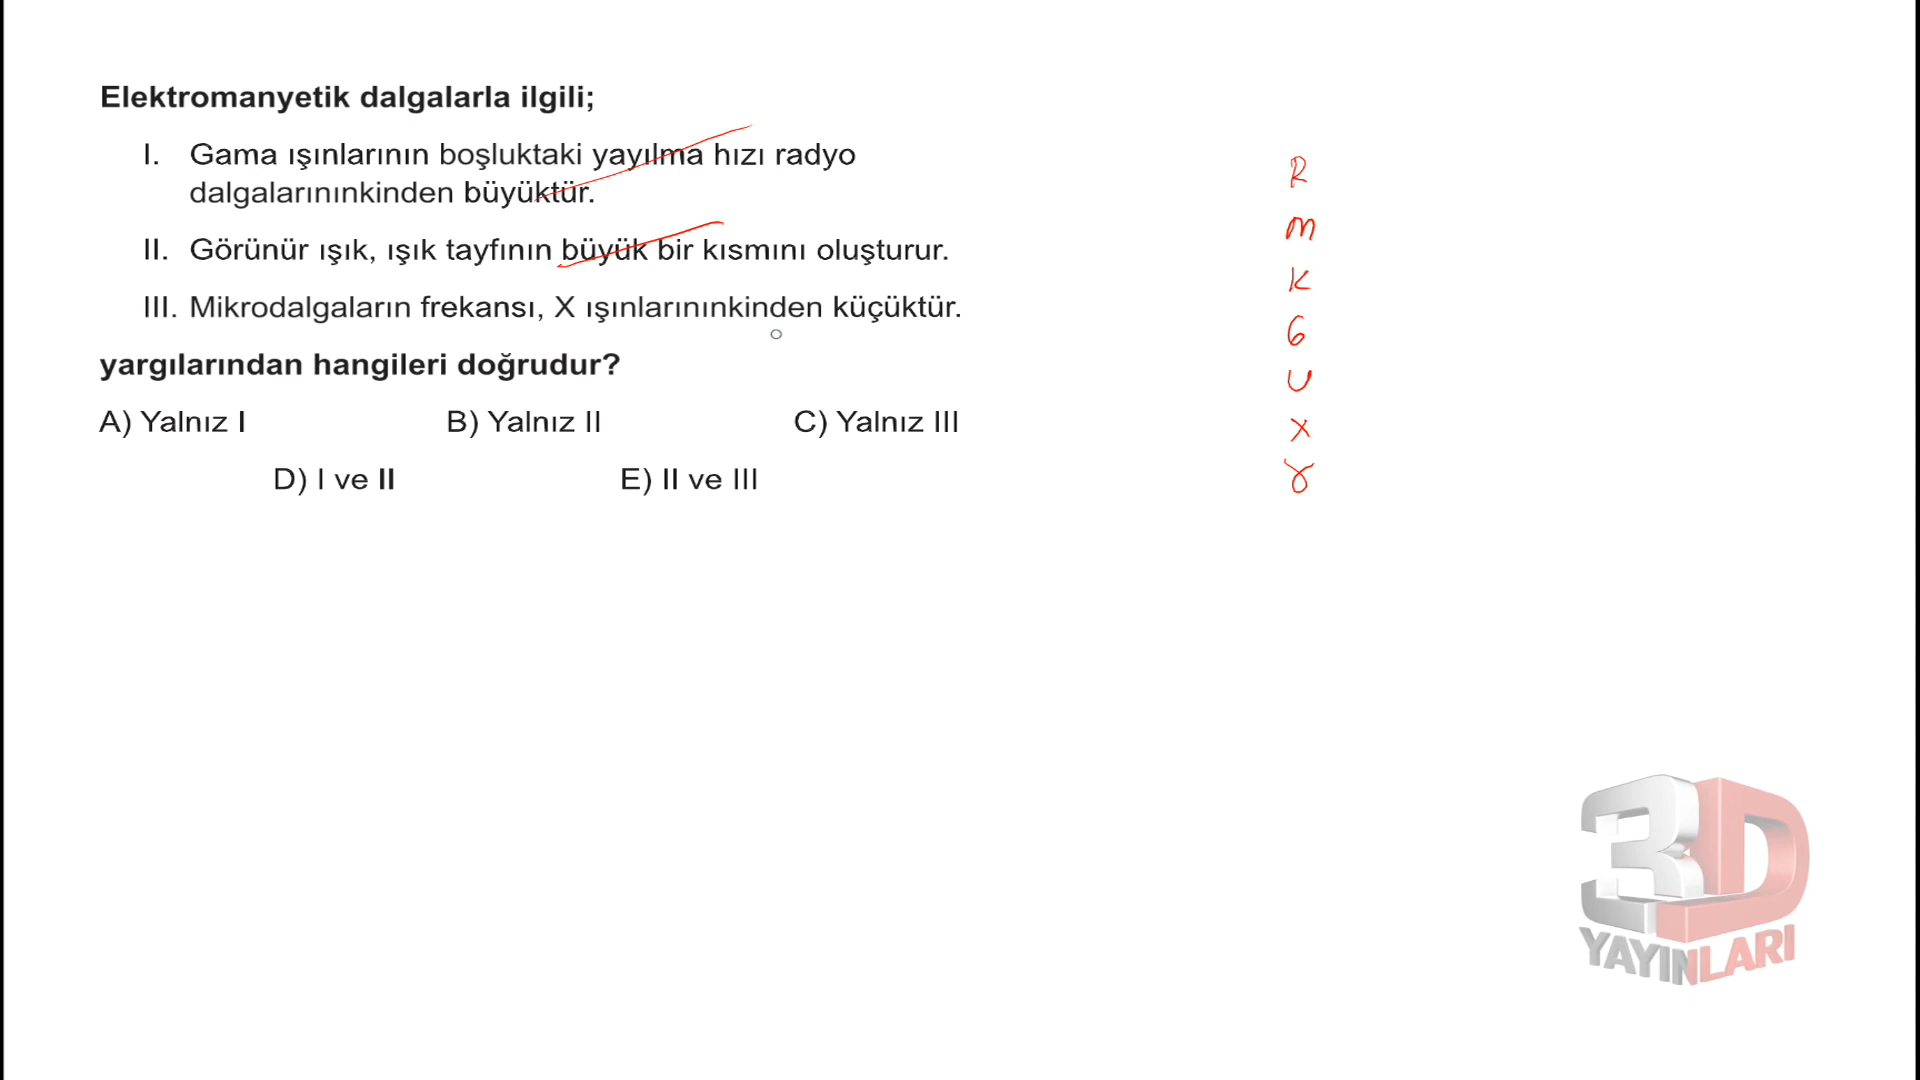 Elektromanyetik dalgalarla ilgili;
I. Gama ışınlarının boşluktaki yayılma hızı radyo
dalgalarınınkinden büyüktür.
II. Görünür ışık, ışık tayfının büyük bir kısmını oluşturur.
III. Mikrodalgaların frekansı, X ışınlarınınkinden küçüktür.
yargılarından hangileri doğrudur?
A) Yalnız I B) Yalnız II C) Yalnız III
D) I ve II E) II ve III
R
m
K
G
U
X
γ
3D
YAYINLARI